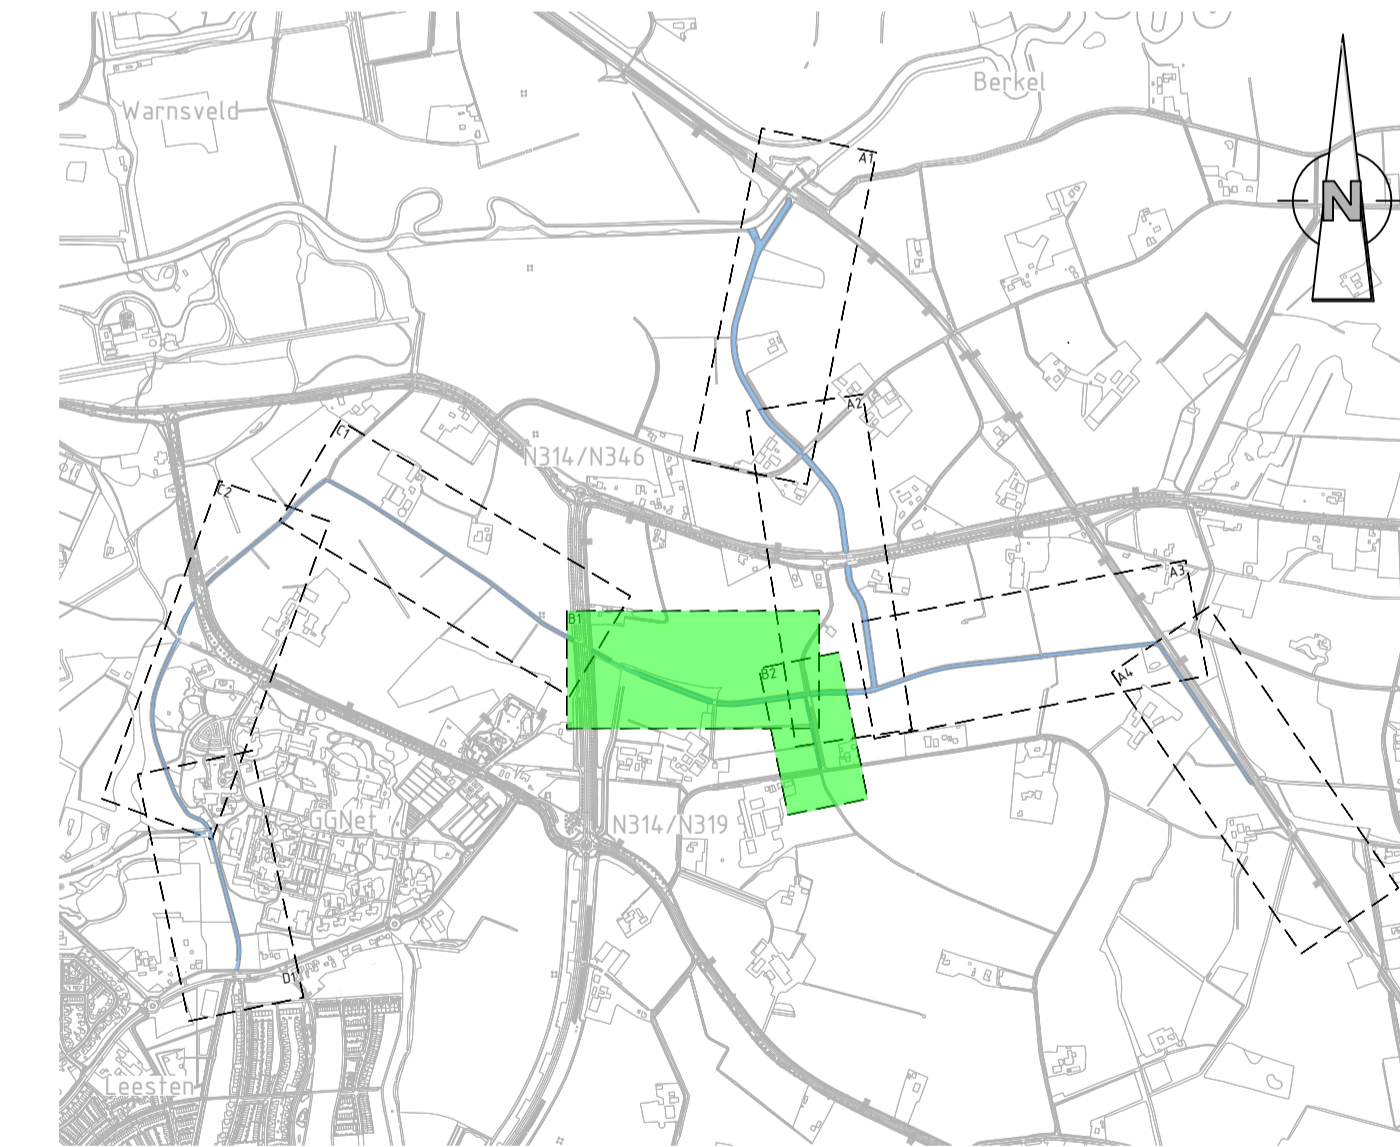 Berkel
Warnsveld
A1
N
A2
C1
N314/N346
C2
A3
B1
B2
A4
GGNet
N314/N319
D1
Leesten